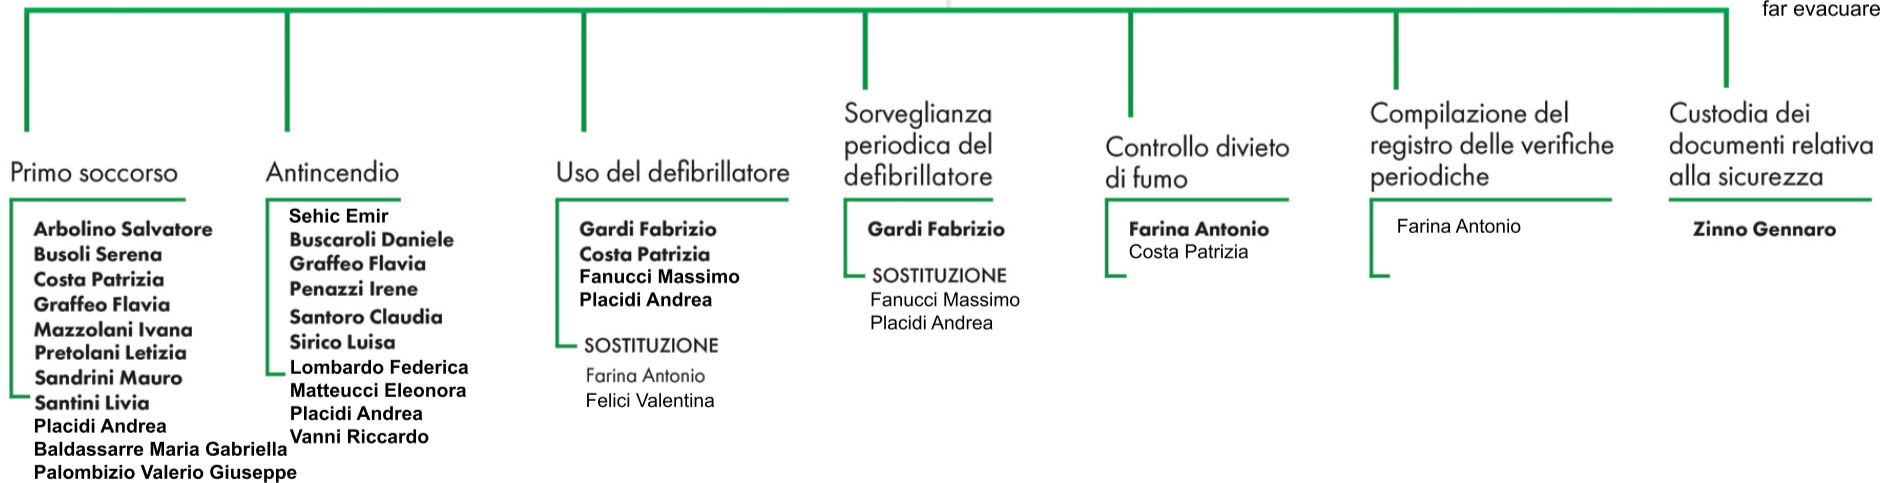 far evacuare
Primo soccorso
Arbolino Salvatore
Busoli Serena
Costa Patrizia
Graffeo Flavia
Mazzolani Ivana
Pretolani Letizia
Sandrini Mauro
Santini Livia
Placidi Andrea
Baldassarre Maria Gabriella
Palombizio Valerio Giuseppe
Antincendio
Sehic Emir
Buscaroli Daniele
Graffeo Flavia
Penazzi Irene
Santoro Claudia
Sirico Luisa
Lombardo Federica
Matteucci Eleonora
Placidi Andrea
Vanni Riccardo
Uso del defibrillatore
Gardi Fabrizio
Costa Patrizia
Fanucci Massimo
Placidi Andrea
SOSTITUZIONE
Farina Antonio
Felici Valentina
Sorveglianza
periodica del
defibrillatore
Gardi Fabrizio
SOSTITUZIONE
Fanucci Massimo
Placidi Andrea
Controllo divieto
di fumo
Farina Antonio
Costa Patrizia
Compilazione del
registro delle verifiche
periodiche
Farina Antonio
Custodia dei
documenti relativa
alla sicurezza
Zinno Gennaro